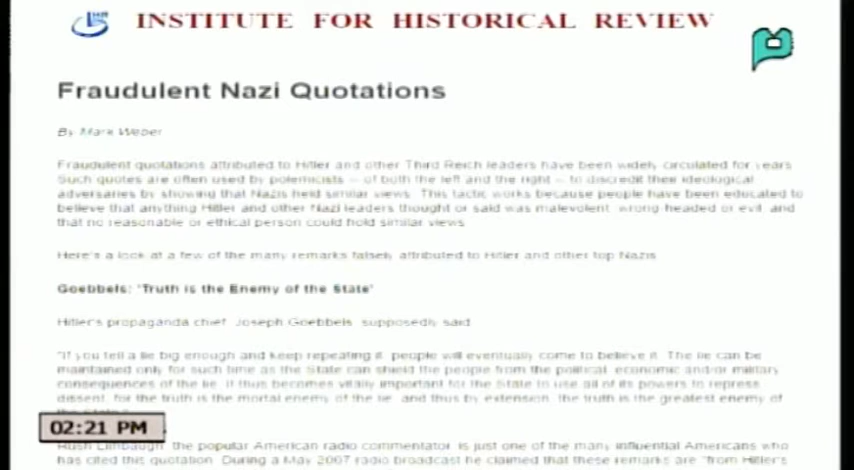 INSTITUTE FOR HISTORICAL REVIEW
Fraudulent Nazi Quotations
By Mark Weber
Fraudulent quotations attributed to Hitler and other Third Reich leaders have been widely circulated for years
Such quotes are often used by polemicists -- of both the left and the right -- to discredit their ideological
adversaries by showing that Nazis held similar views. This tactic works because people have been educated to
believe that anything Hitler and other Nazi leaders thought or said was malevolent, wrong headed or evil, and
that no reasonable or ethical person could hold similar views
Here's a look at a few of the many remarks falsely attributed to Hitler and other top Nazis
Goebbels: 'Truth is the Enemy of the State'
Hitler's propaganda chief, Joseph Goebbels, supposedly said
"If you tell a lie big enough and keep repeating it, people will eventually come to believe it. The lie can be
maintained only for such time as the State can shield the people from the political, economic and/or military
consequences of the lie. It thus becomes vitally important for the State to use all of its powers to repress
dissent, for the truth is the mortal enemy of the lie, and thus by extension, the truth is the greatest enemy of
02:21 PM
Rush Limbaugh, the popular American radio commentator, is just one of the many influential Americans who
has cited this quotation. During a May 2007 radio broadcast he claimed that these remarks are "from Hitler's